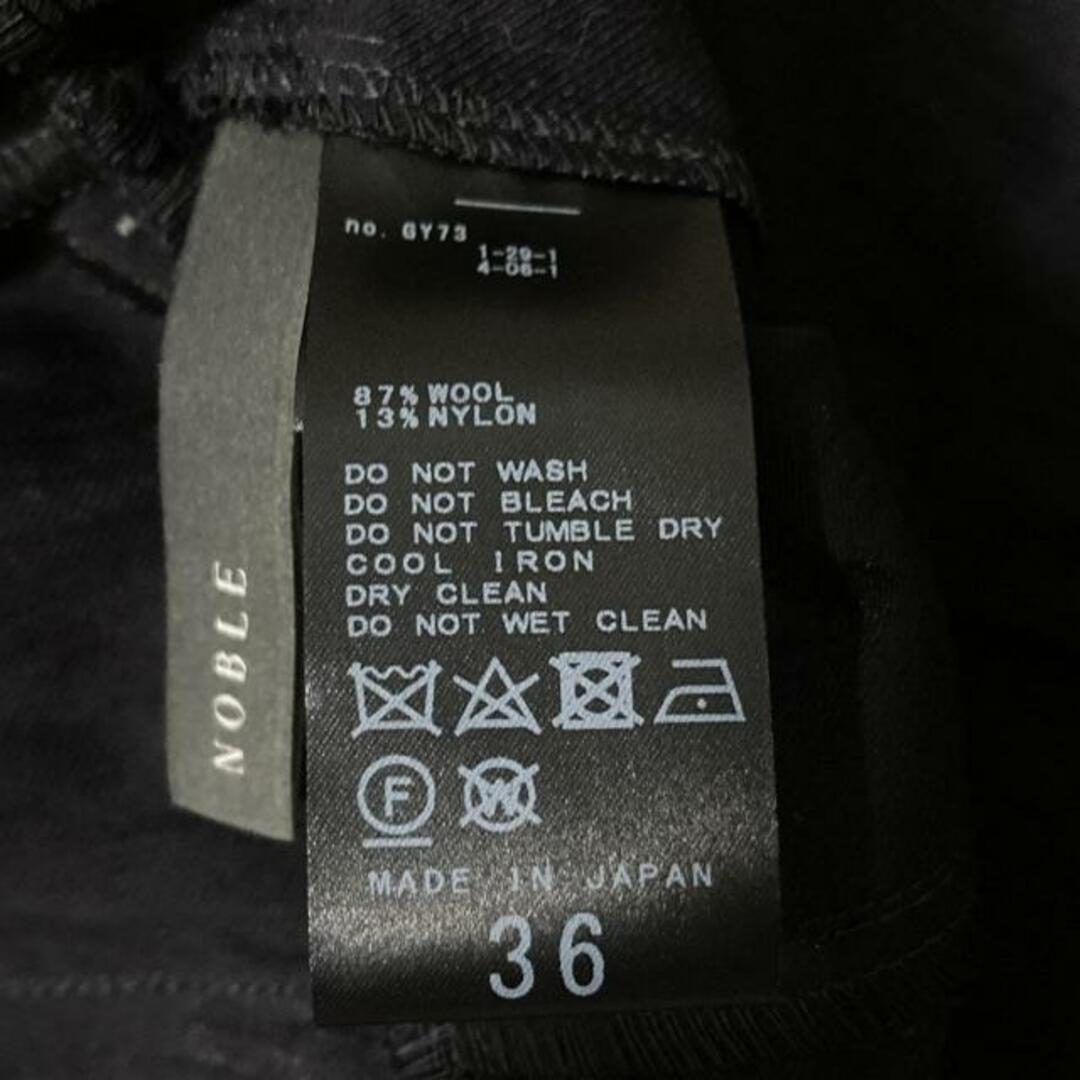 no. GY73
1-29-1
4-06-1
87% WOOL
13% NYLON
DO NOT WASH
DO NOT BLEACH
DO NOT TUMBLE DRY
COOL IRON
DRY CLEAN
DO NOT WET CLEAN
F W
MADE IN JAPAN
36
NOBLE